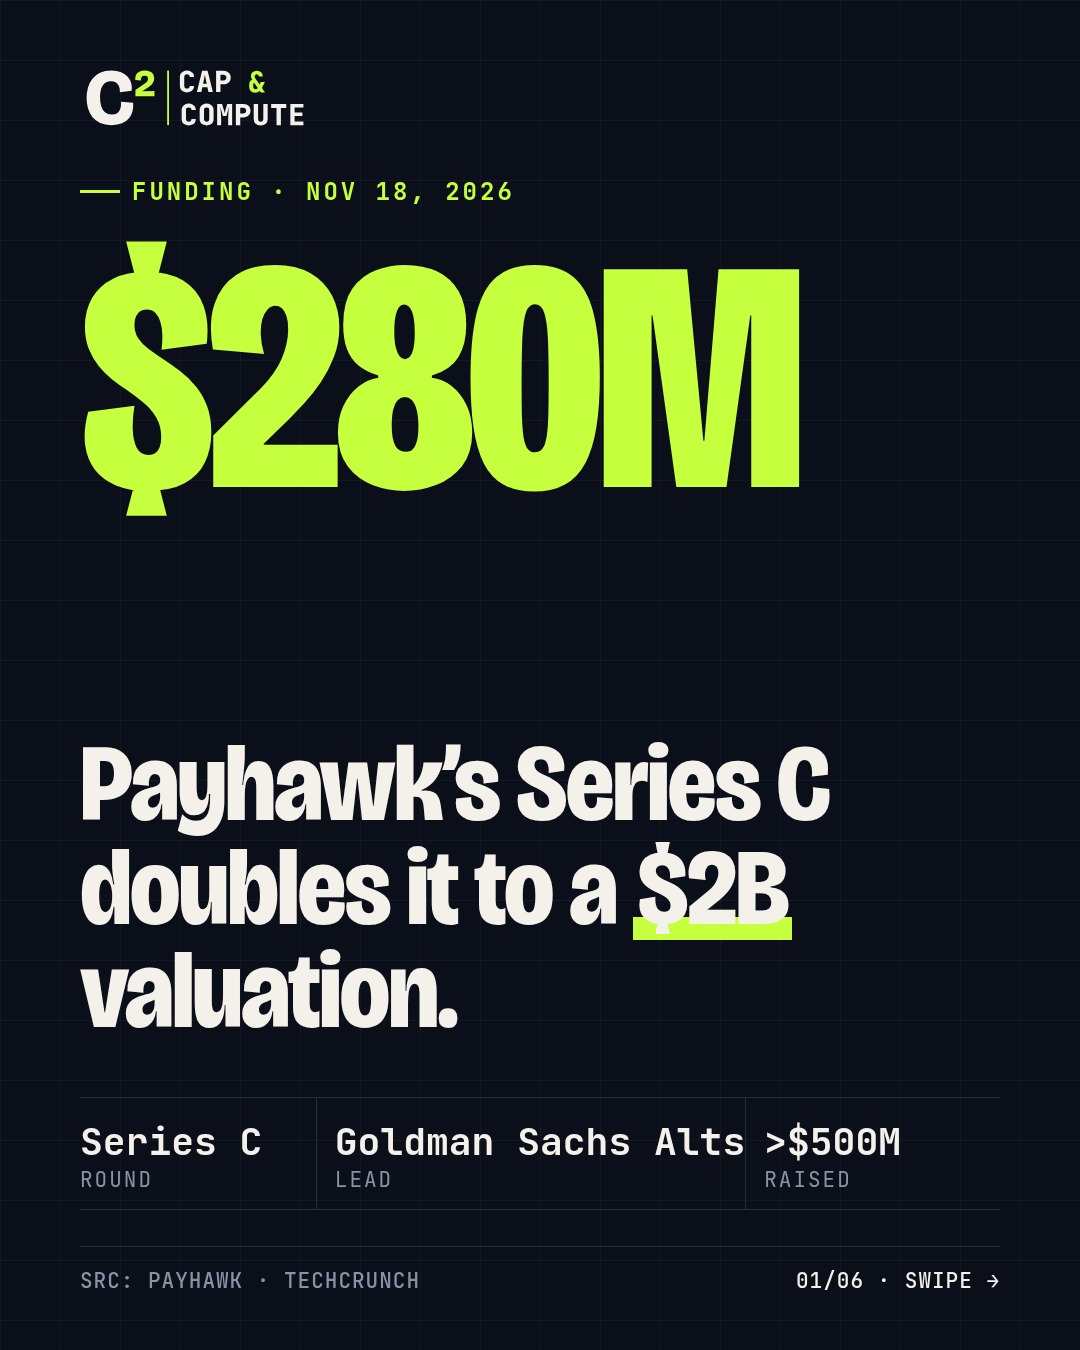 C² CAP &
COMPUTE
FUNDING · NOV 18, 2026
$280M
Payhawk’s Series C
doubles it to a $2B
valuation.
Series C Goldman Sachs Alts >$500M
ROUND LEAD RAISED
SRC: PAYHAWK · TECHCRUNCH 01/06 · SWIPE →